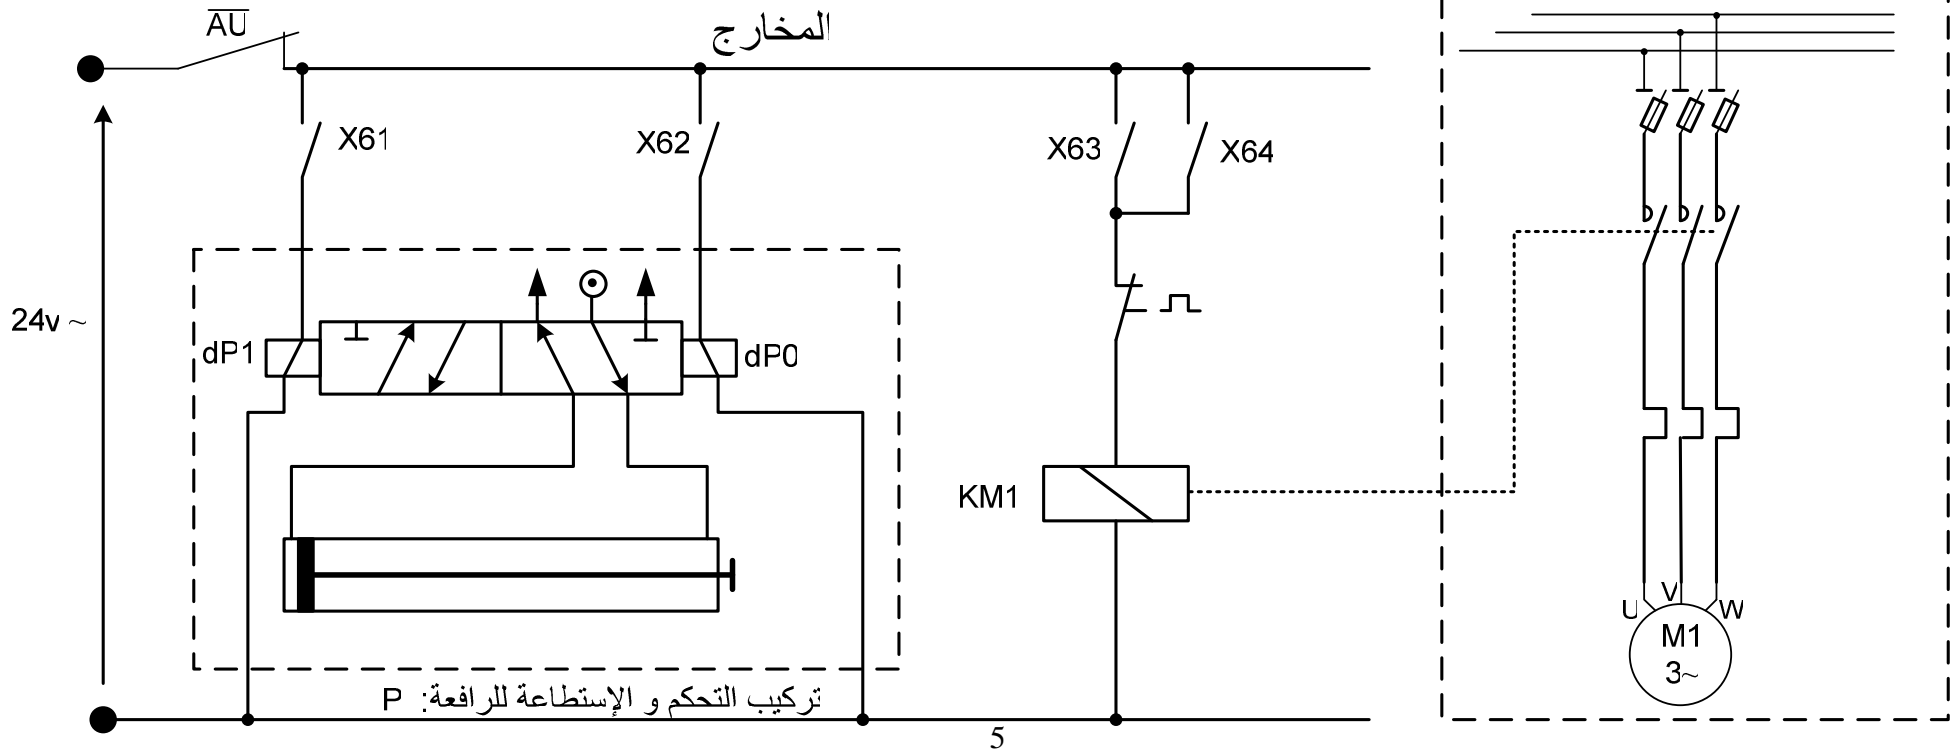 AU
المخارج
X61
X62
X63
X64
24v ~
dP1
dP0
KM1
U
V
W
M1
3~
تركيب التحكم و الإستطاعة للرافعة: P
5